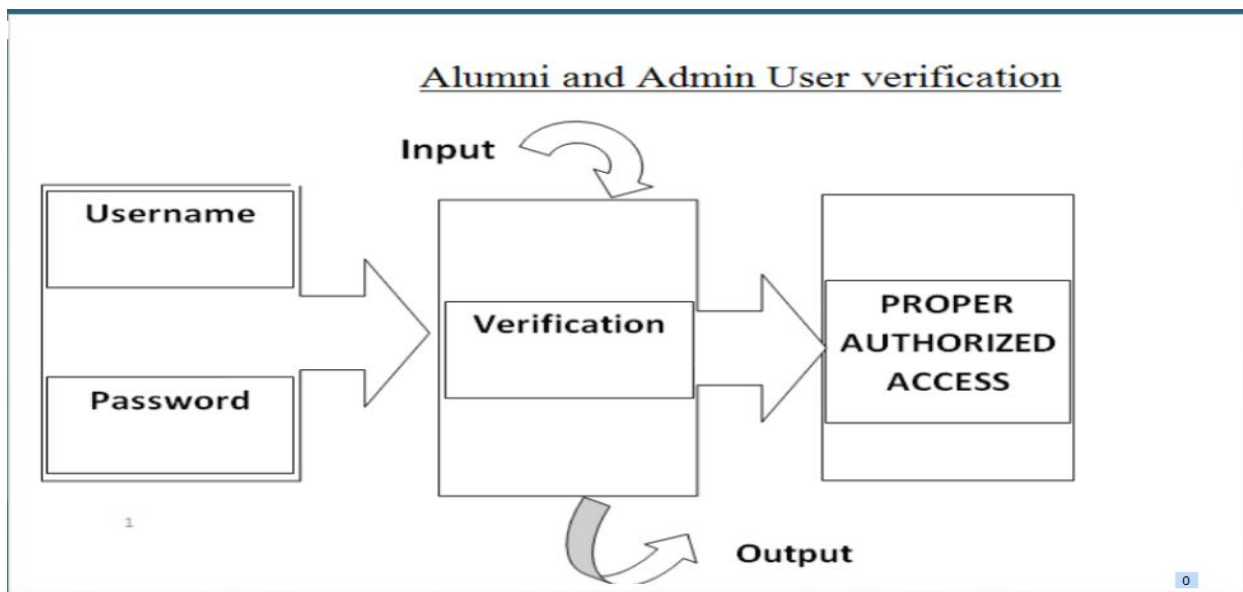 Alumni and Admin User verification
Input
Username
Password
Verification
PROPER
AUTHORIZED
ACCESS
1
Output
0